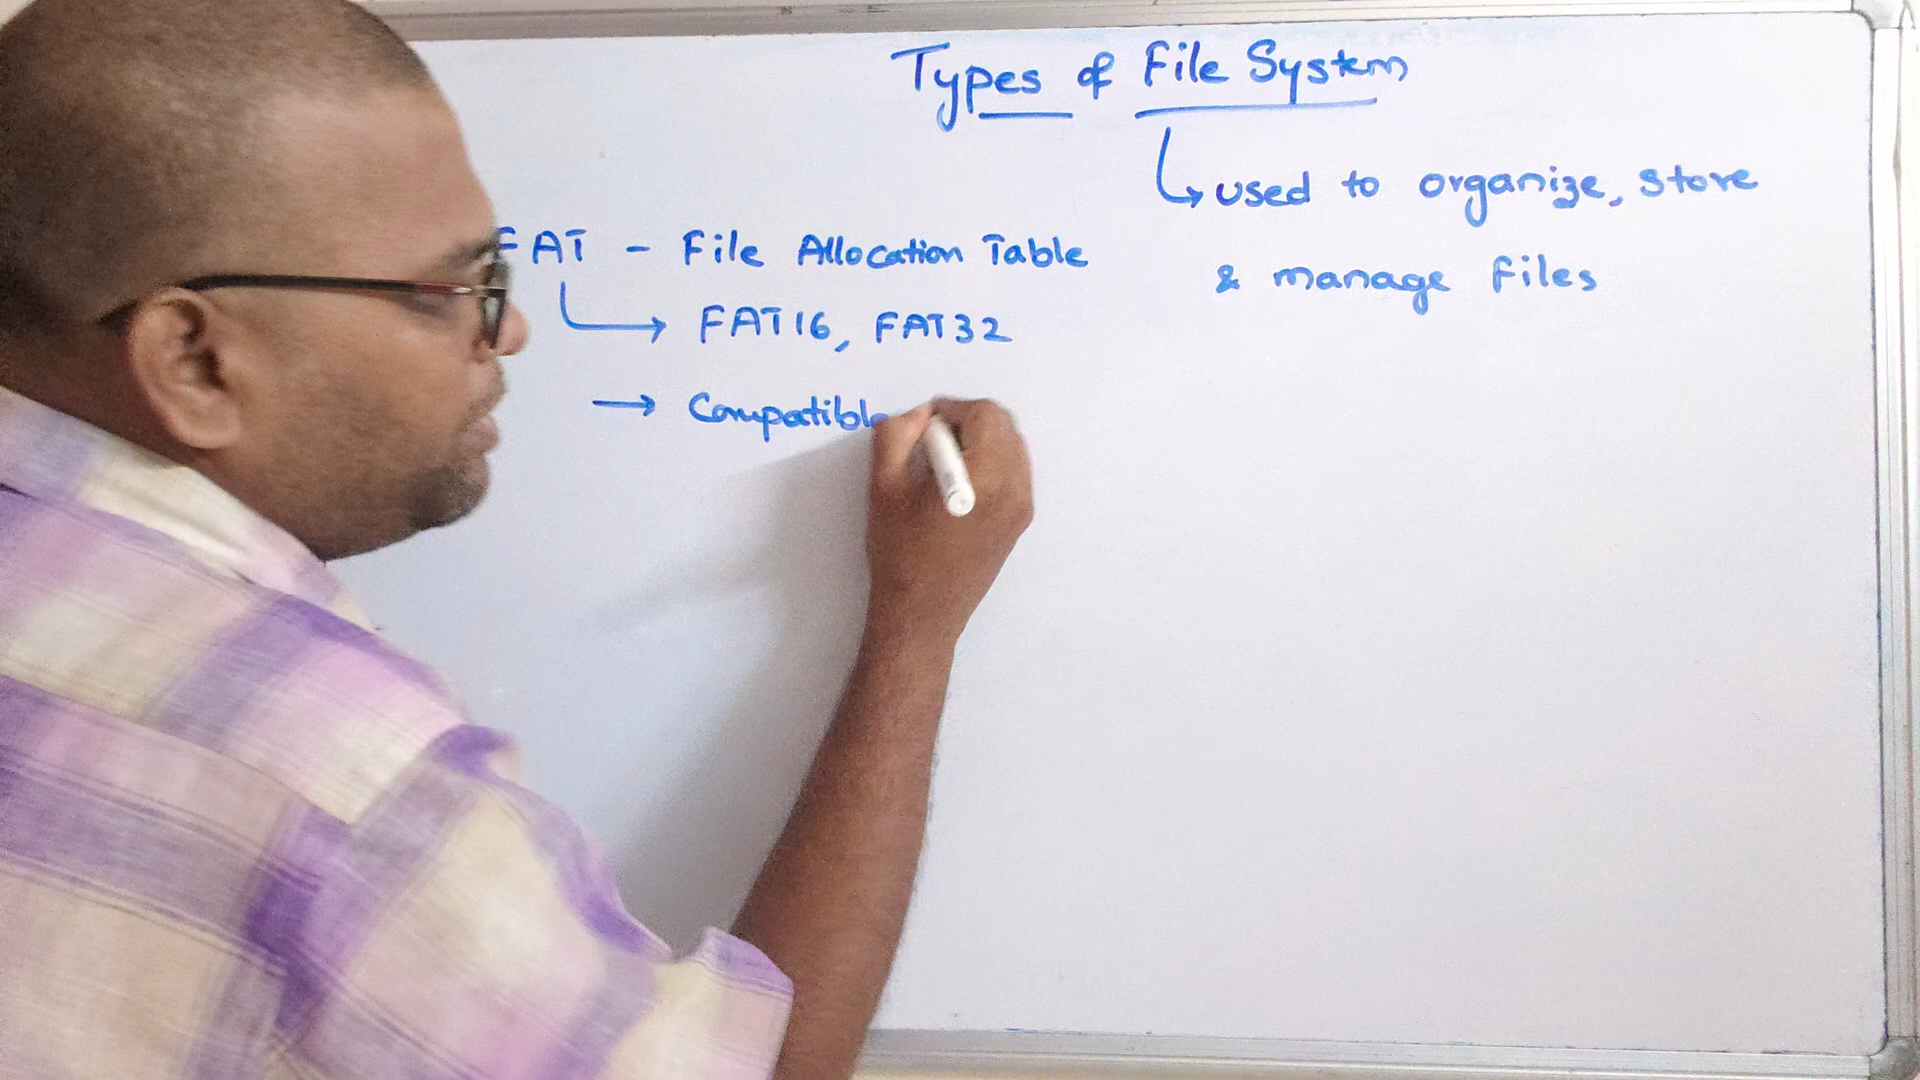 Types of File System
used to organize, store
& manage files
FAT - File Allocation Table
FAT16, FAT32
Compatible